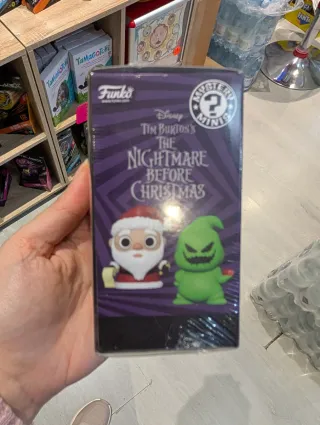 Funko
MYSTERY
MINIS
?
Disney
TIM BURTON'S
THE
NIGHTMARE
BEFORE
CHRISTMAS